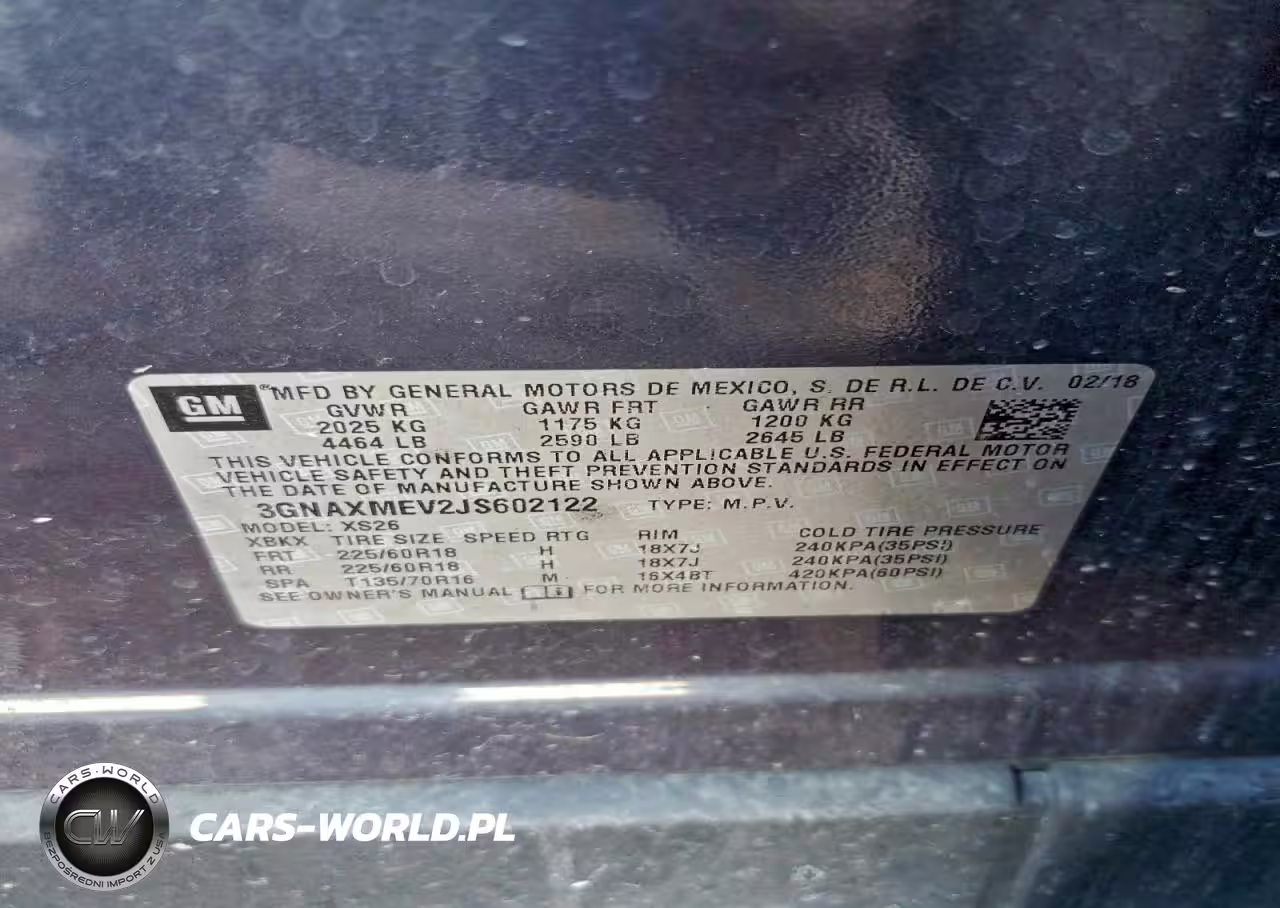 GM ® MFD BY GENERAL MOTORS DE MEXICO, S. DE R.L. DE C.V. 02/18
GVWR GAWR FRT GAWR RR
2025 KG 1175 KG 1200 KG
4464 LB 2590 LB 2645 LB
THIS VEHICLE CONFORMS TO ALL APPLICABLE U.S. FEDERAL MOTOR
VEHICLE SAFETY AND THEFT PREVENTION STANDARDS IN EFFECT ON
THE DATE OF MANUFACTURE SHOWN ABOVE.
3GNAXMEV2JS602122 TYPE: M.P.V.
MODEL: XS26
XBKX TIRE SIZE SPEED RTG RIM COLD TIRE PRESSURE
FRT 225/60R18 H 18X7J 240KPA(35PSI)
RR 225/60R18 H 18X7J 240KPA(35PSI)
SPA T135/70R16 M 16X4BT 420KPA(60PSI)
SEE OWNER'S MANUAL FOR MORE INFORMATION.
CARS-WORLD
CW
BEZPOŚREDNI IMPORT Z USA
CARS-WORLD.PL